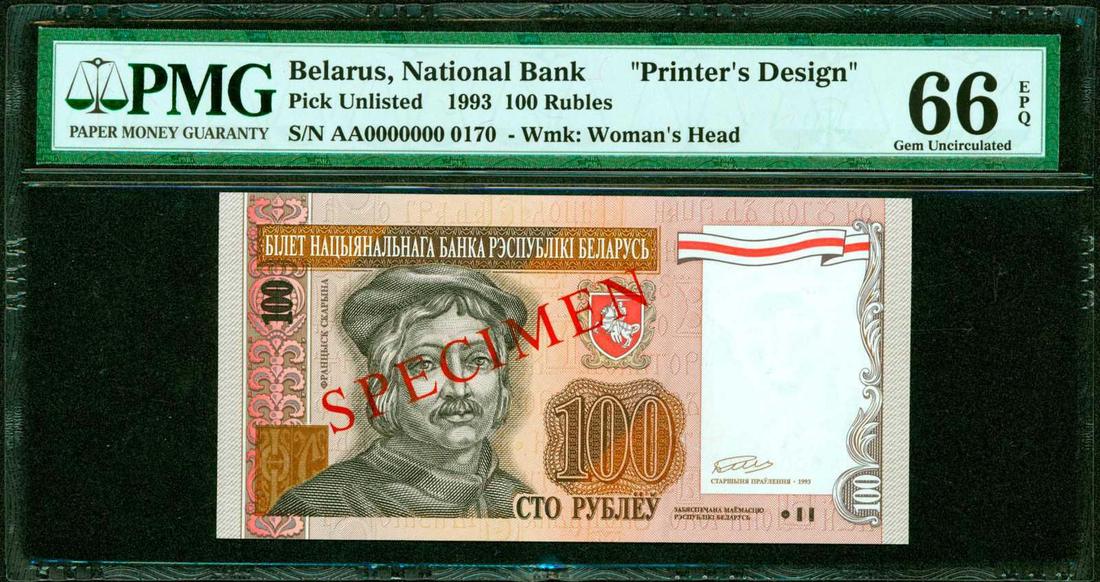 PMG
PAPER MONEY GUARANTY
Belarus, National Bank "Printer's Design"
Pick Unlisted 1993 100 Rubles
S/N AA0000000 0170 - Wmk: Woman's Head
66
EPQ
Gem Uncirculated
БІЛЕТ НАЦЫЯНАЛЬНАГА БАНКА РЭСПУБЛІКІ БЕЛАРУСЬ
100
ФРАНЦЫСК СКАРЫНА
SPECIMEN
100
СТО РУБЛЁЎ
СТАРШЫНЯ ПРАЎЛЕННЯ · 1993
ЗАБЯСПЕЧАНА МАЁМАСЦЮ
РЭСПУБЛІКІ БЕЛАРУСЬ
100